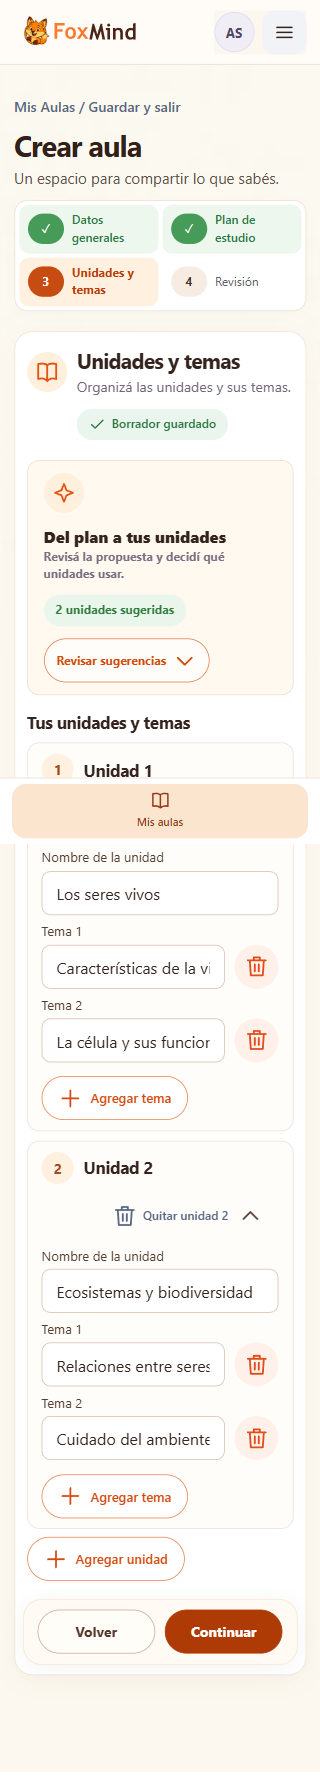 FoxMind
AS
Mis Aulas / Guardar y salir
Crear aula
Un espacio para compartir lo que sabés.
Datos
generales
Plan de
estudio
3
Unidades y
temas
4
Revisión
Unidades y temas
Organizá las unidades y sus temas.
Borrador guardado
Del plan a tus unidades
Revisá la propuesta y decidí qué
unidades usar.
2 unidades sugeridas
Revisar sugerencias
Tus unidades y temas
1
Unidad 1
Mis aulas
Nombre de la unidad
Los seres vivos
Tema 1
Características de la vi
Tema 2
La célula y sus funcion
Agregar tema
2
Unidad 2
Quitar unidad 2
Nombre de la unidad
Ecosistemas y biodiversidad
Tema 1
Relaciones entre seres
Tema 2
Cuidado del ambiente
Agregar tema
Agregar unidad
Volver
Continuar